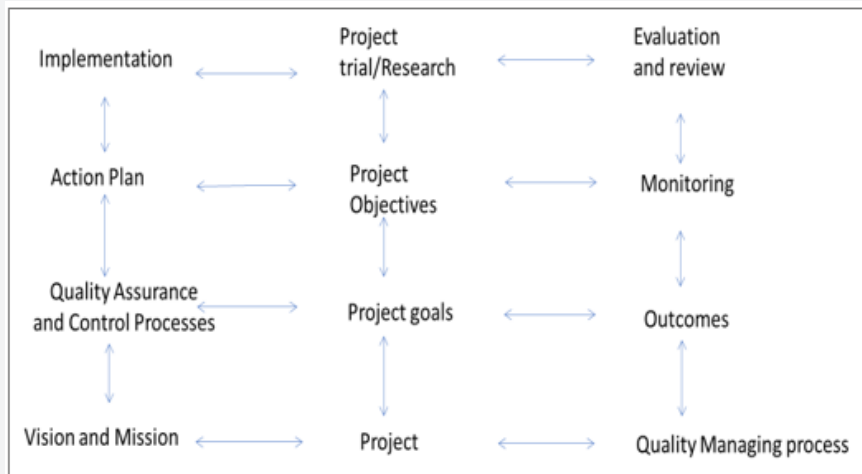 Implementation
Project
trial/Research
Evaluation
and review
Action Plan
Project
Objectives
Monitoring
Quality Assurance
and Control Processes
Project goals
Outcomes
Vision and Mission
Project
Quality Managing process